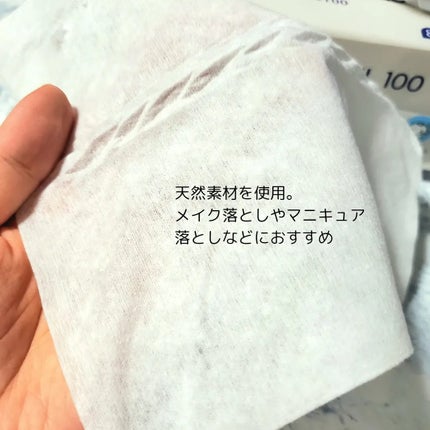 100
天然素材を使用。
メイク落としやマニキュア
落としなどにおすすめ